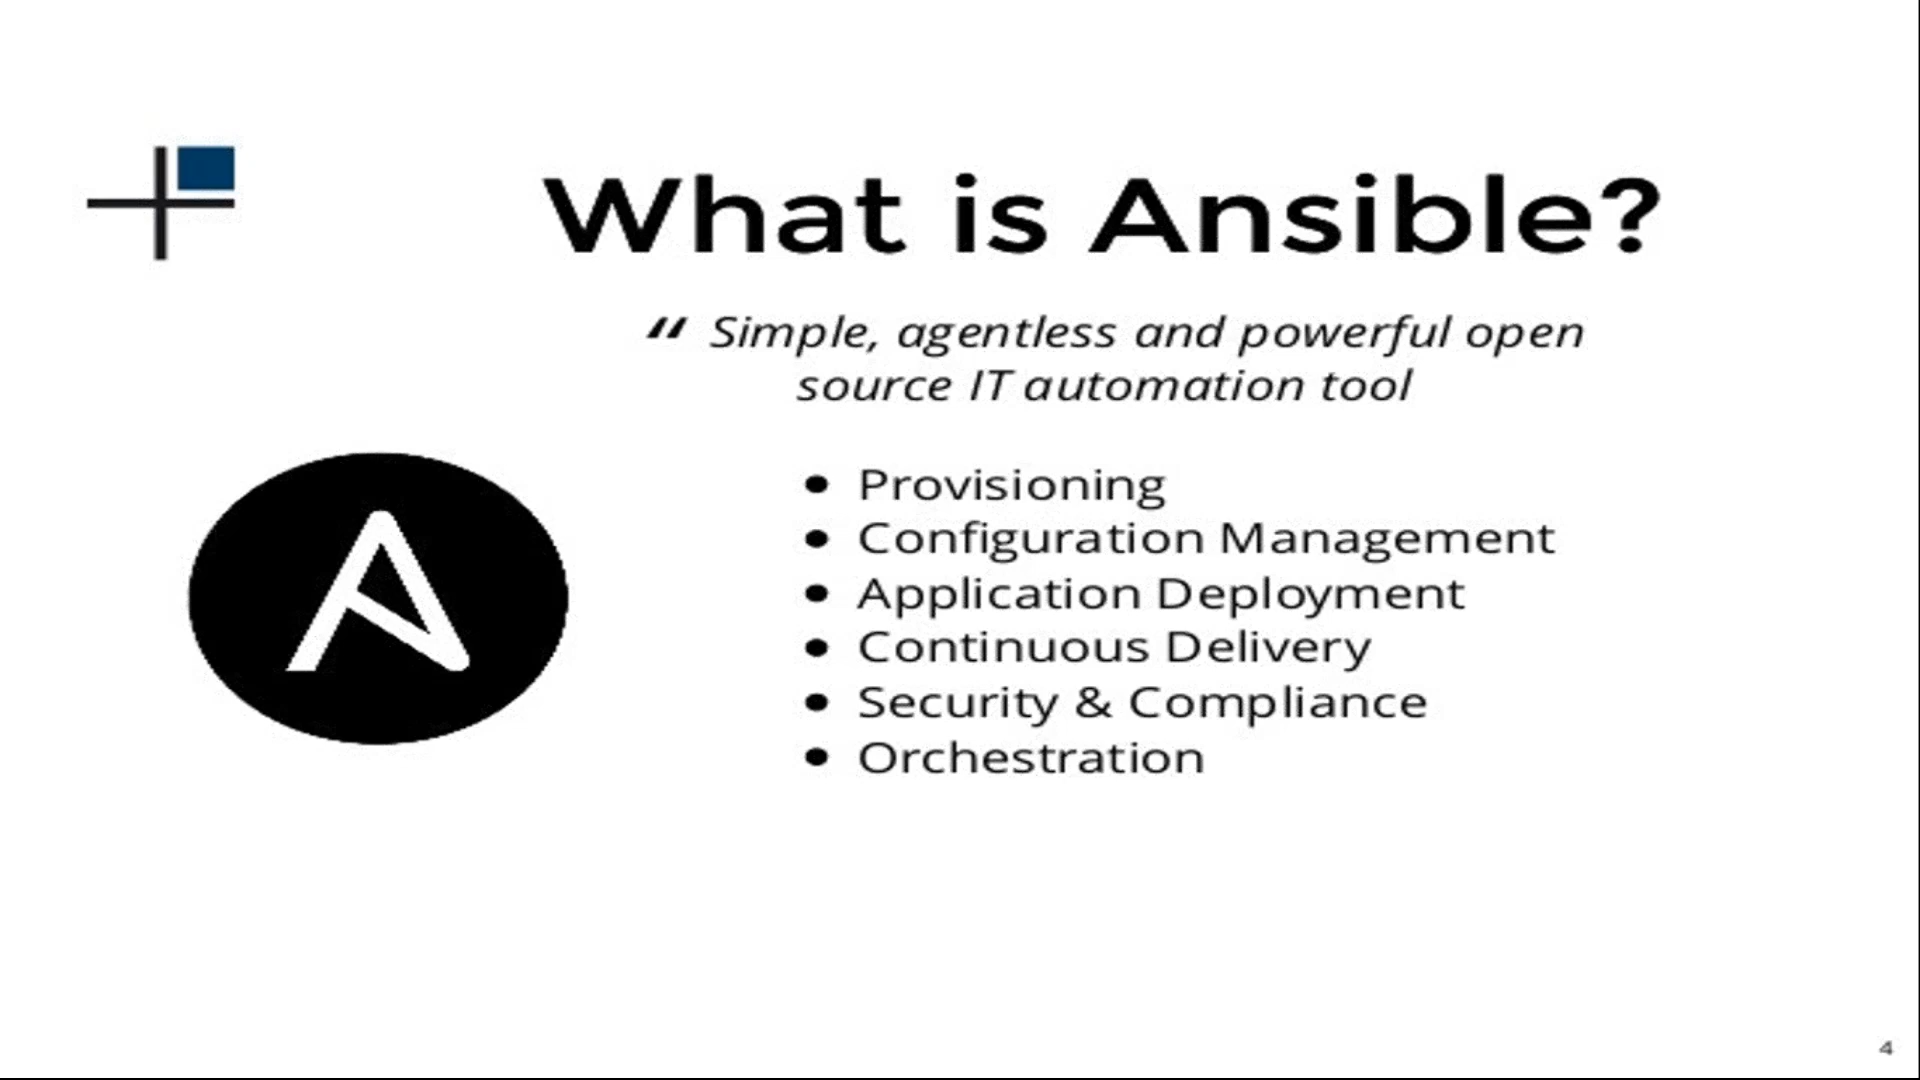 What is Ansible?
“ Simple, agentless and powerful open
source IT automation tool
• Provisioning
• Configuration Management
• Application Deployment
• Continuous Delivery
• Security & Compliance
• Orchestration
A
4